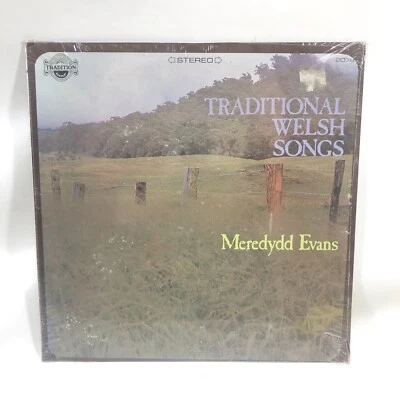 TRADITION
STEREO
TRADITIONAL
WELSH
SONGS
Meredydd Evans